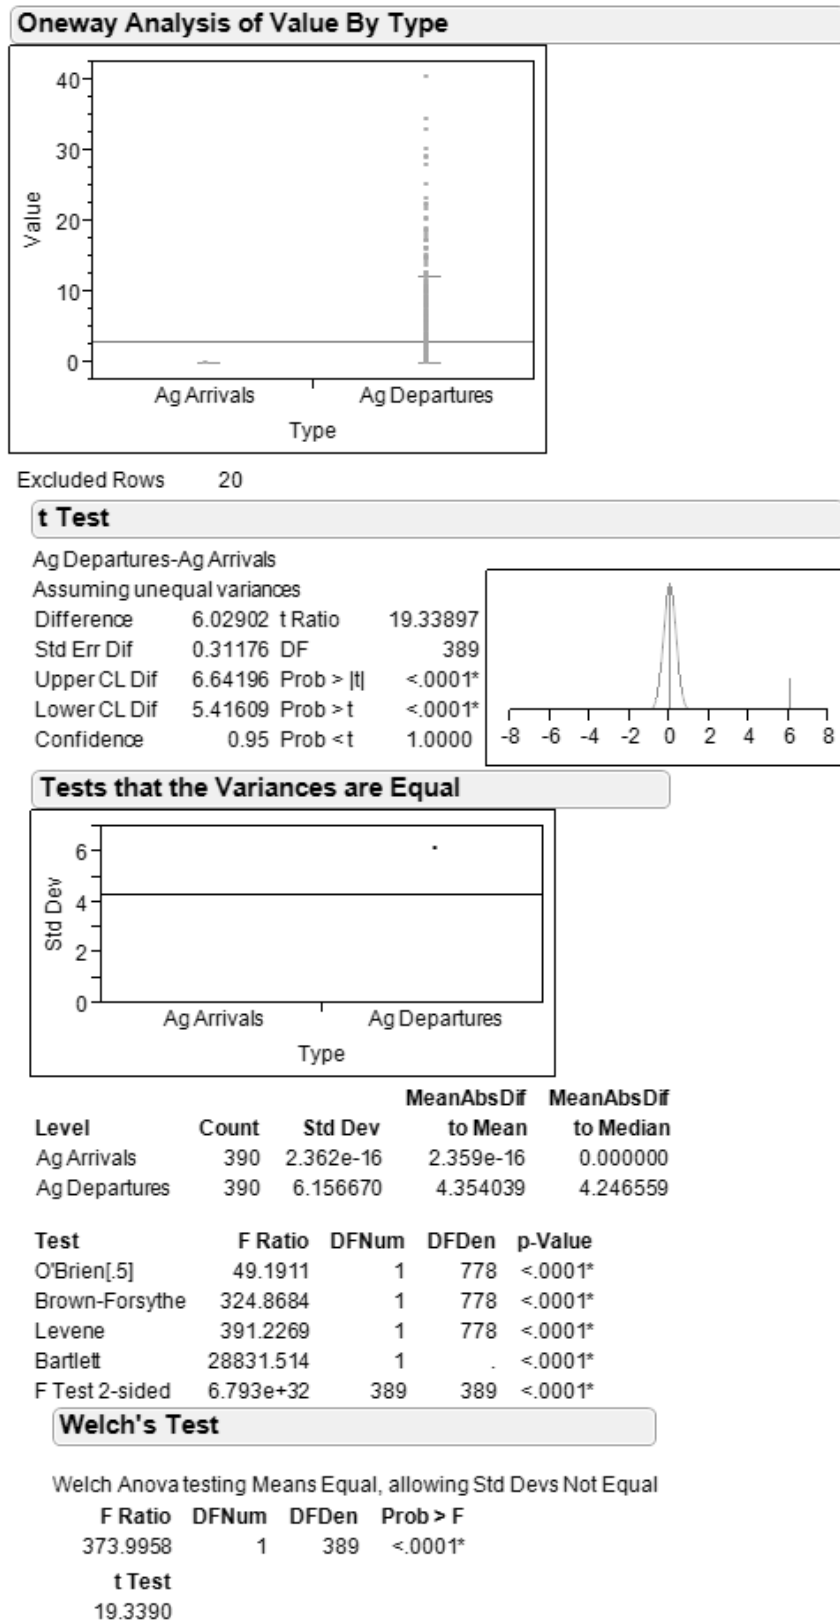 Oneway Analysis of Value By Type
40
30
20
10
0
Value
Ag Arrivals Ag Departures
Type
Excluded Rows 20
t Test
Ag Departures-Ag Arrivals
Assuming unequal variances
Difference 6.02902 t Ratio 19.33897
Std Err Dif 0.31176 DF 389
Upper CL Dif 6.64196 Prob > |t| <.0001*
Lower CL Dif 5.41609 Prob > t <.0001*
Confidence 0.95 Prob < t 1.0000
-8 -6 -4 -2 0 2 4 6 8
Tests that the Variances are Equal
6
4
2
0
Std Dev
Ag Arrivals Ag Departures
Type
MeanAbsDif MeanAbsDif
Level Count Std Dev to Mean to Median
Ag Arrivals 390 2.362e-16 2.359e-16 0.000000
Ag Departures 390 6.156670 4.354039 4.246559
Test F Ratio DFNum DFDen p-Value
O'Brien[.5] 49.1911 1 778 <.0001*
Brown-Forsythe 324.8684 1 778 <.0001*
Levene 391.2269 1 778 <.0001*
Bartlett 28831.514 1 . <.0001*
F Test 2-sided 6.793e+32 389 389 <.0001*
Welch's Test
Welch Anova testing Means Equal, allowing Std Devs Not Equal
F Ratio DFNum DFDen Prob > F
373.9958 1 389 <.0001*
t Test
19.3390